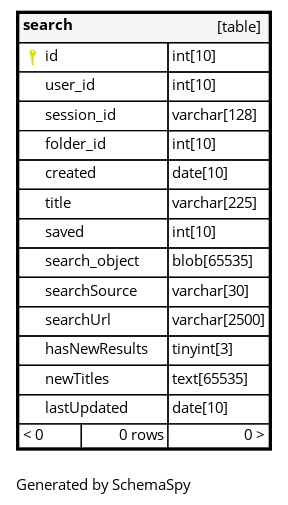 search [table]
id int[10]
user_id int[10]
session_id varchar[128]
folder_id int[10]
created date[10]
title varchar[225]
saved int[10]
search_object blob[65535]
searchSource varchar[30]
searchUrl varchar[2500]
hasNewResults tinyint[3]
newTitles text[65535]
lastUpdated date[10]
< 0 0 rows 0 >
Generated by SchemaSpy